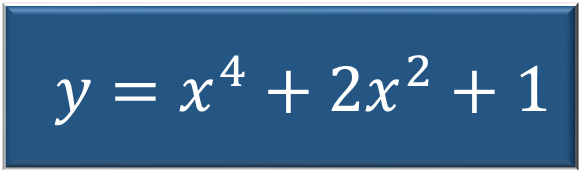 y = x⁴ + 2x² + 1